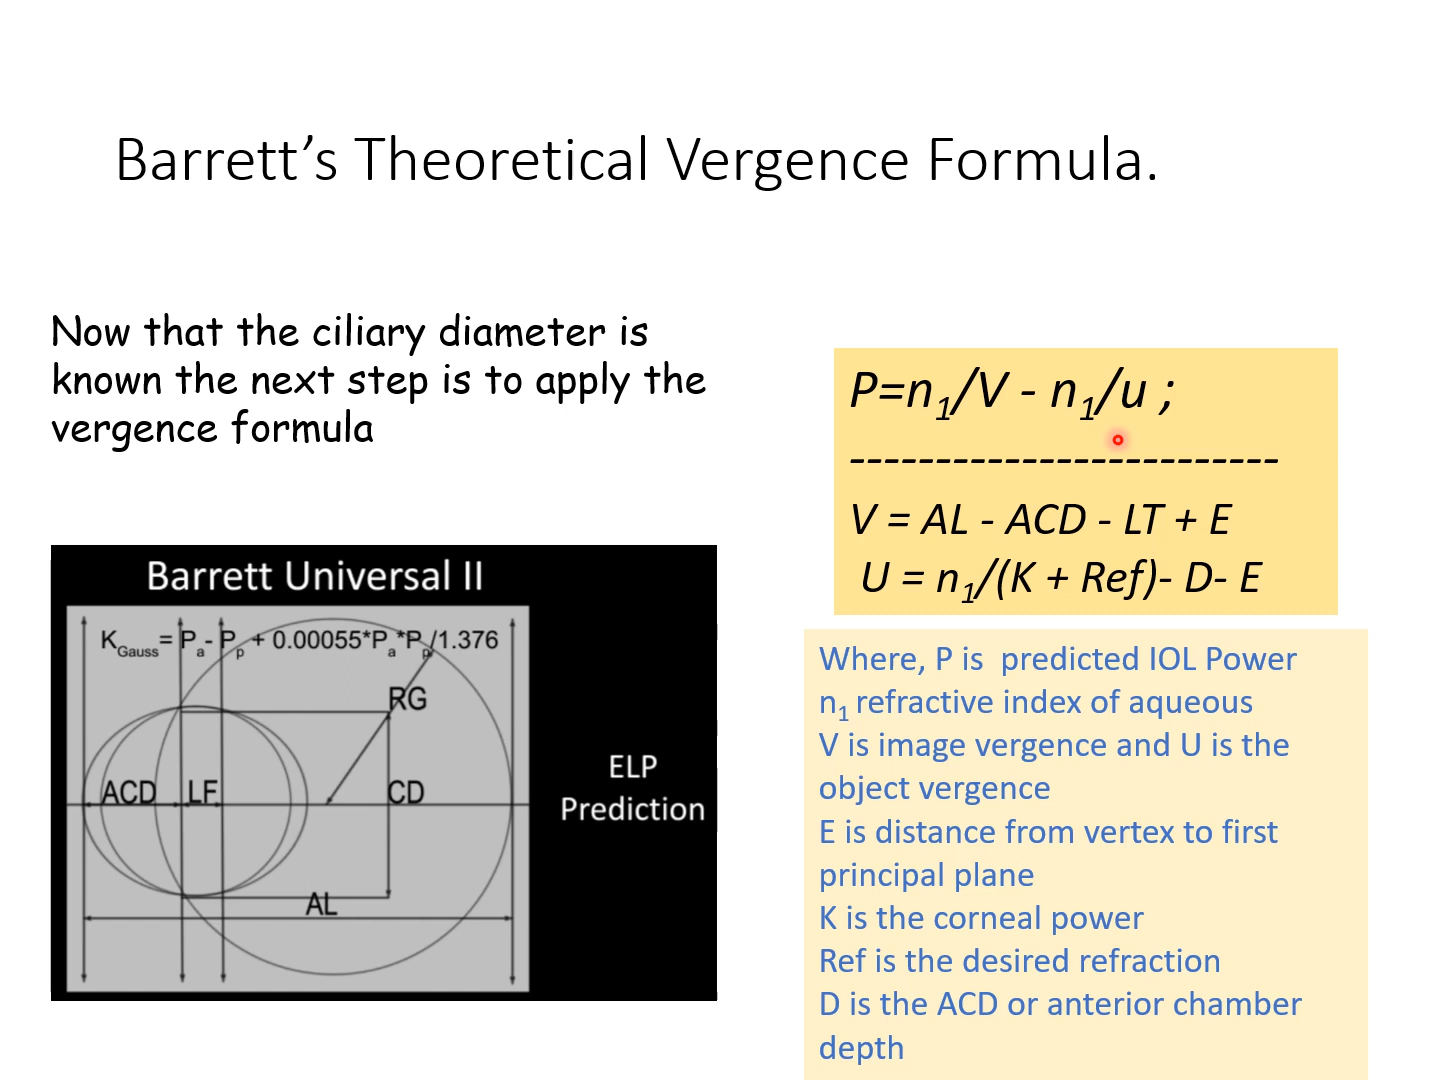 Barrett’s Theoretical Vergence Formula.
Now that the ciliary diameter is
known the next step is to apply the
vergence formula
P=n1/V - n1/u ;
-------------------------
V = AL - ACD - LT + E
U = n1/(K + Ref)- D- E
Barrett Universal II
KGauss= Pa- Pp + 0.00055*Pa*Pp/1.376
RG
ACD LF CD
AL
ELP
Prediction
Where, P is predicted IOL Power
n1 refractive index of aqueous
V is image vergence and U is the
object vergence
E is distance from vertex to first
principal plane
K is the corneal power
Ref is the desired refraction
D is the ACD or anterior chamber
depth